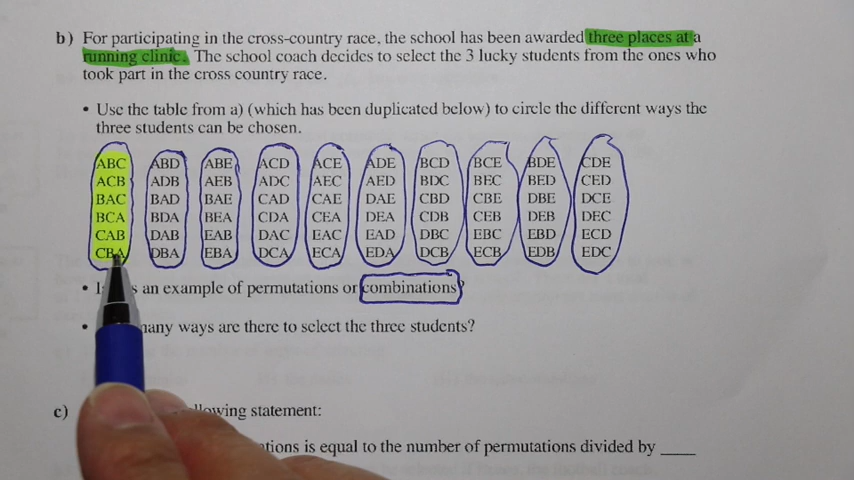 b) For participating in the cross-country race, the school has been awarded three places at a
running clinic. The school coach decides to select the 3 lucky students from the ones who
took part in the cross country race.
• Use the table from a) (which has been duplicated below) to circle the different ways the
three students can be chosen.
ABC ABD ABE ACD ACE ADE BCD BCE BDE CDE
ACB ADB AEB ADC AEC AED BDC BEC BED CED
BAC BAD BAE CAD CAE DAE CBD CBE DBE DCE
BCA BDA BEA CDA CEA DEA CDB CEB DEB DEC
CAB DAB EAB DAC EAC EAD DBC EBC EBD ECD
CBA DBA EBA DCA ECA EDA DCB ECB EDB EDC
• an example of permutations or combinations?
• many ways are there to select the three students?
c) following statement:
is equal to the number of permutations divided by ____